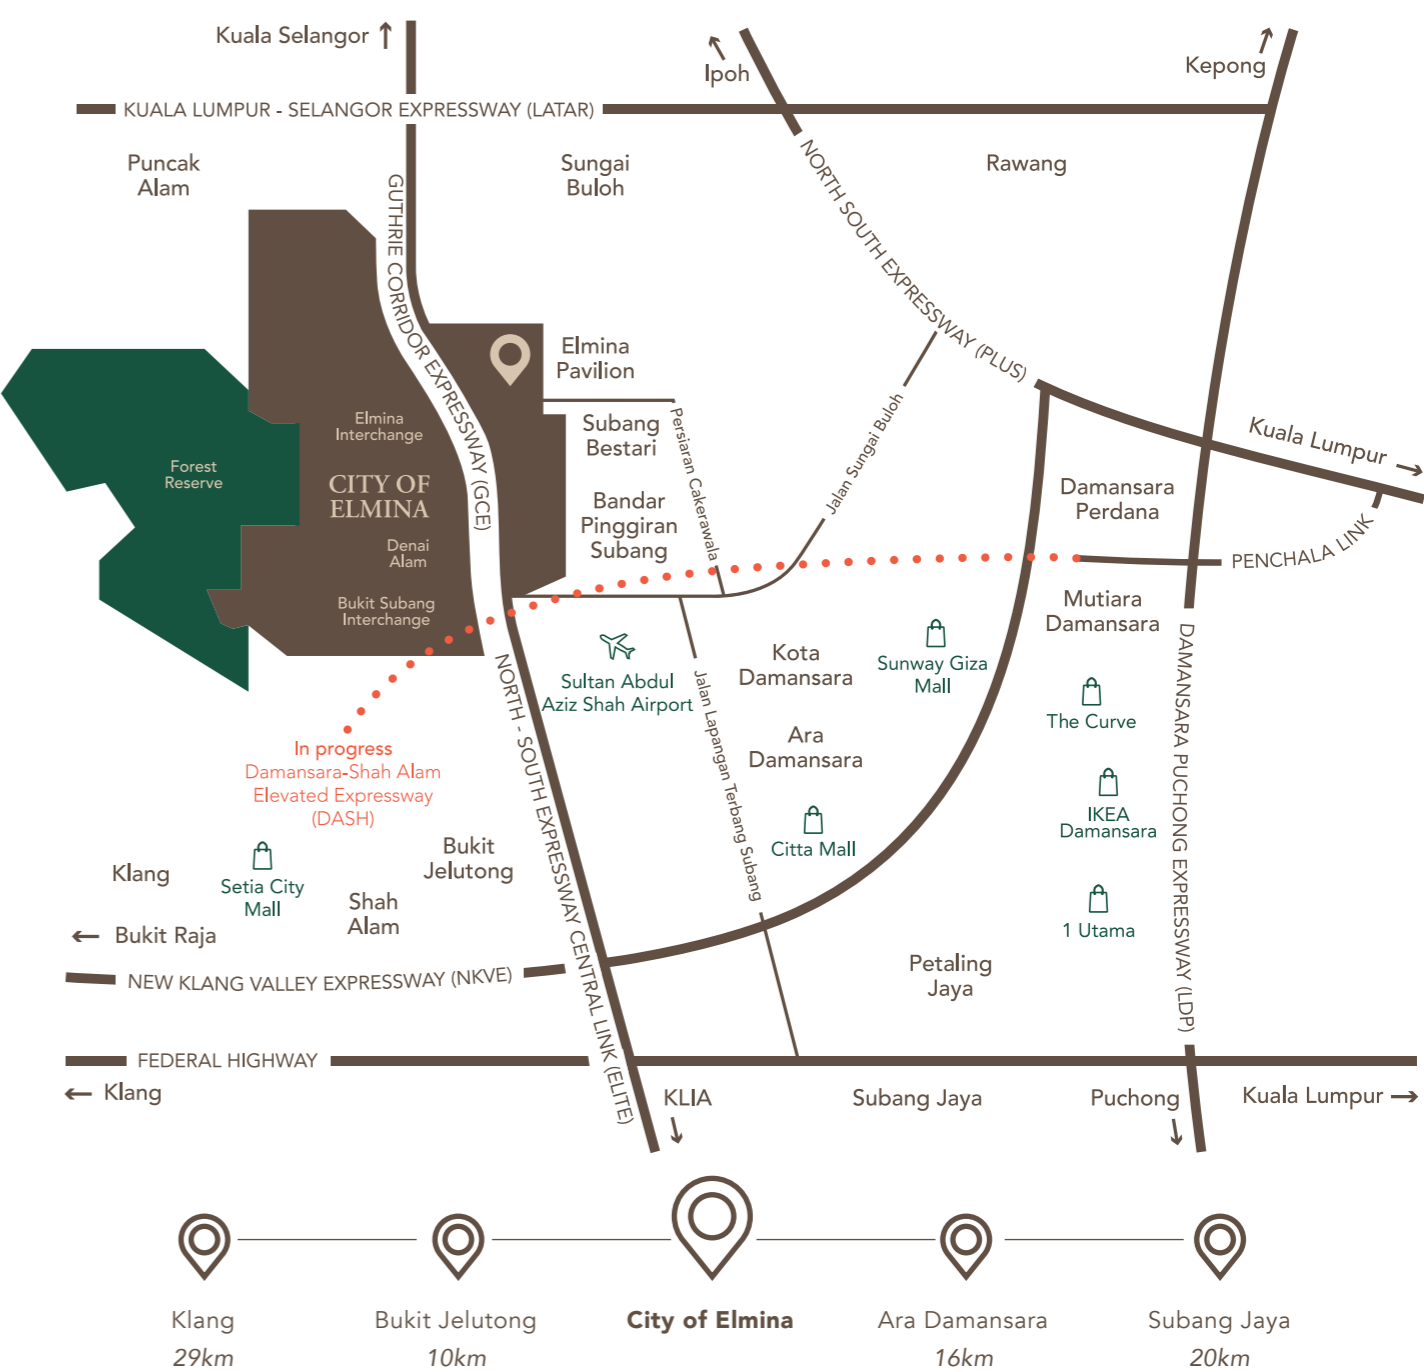 Kuala Selangor ↑
Ipoh
Kepong
KUALA LUMPUR - SELANGOR EXPRESSWAY (LATAR)
Puncak
Alam
Sungai
Buloh
Rawang
GUTHRIE CORRIDOR EXPRESSWAY (GCE)
NORTH SOUTH EXPRESSWAY (PLUS)
Elmina
Pavilion
Elmina
Interchange
Subang
Bestari
Persiaran Cakerawala
Jalan Sungai Buloh
Kuala Lumpur →
Forest
Reserve
CITY OF
ELMINA
Bandar
Pinggiran
Subang
Damansara
Perdana
Denai
Alam
PENCHALA LINK
Bukit Subang
Interchange
Mutiara
Damansara
Sultan Abdul
Aziz Shah Airport
Kota
Damansara
Sunway Giza
Mall
NORTH - SOUTH EXPRESSWAY CENTRAL LINK (ELITE)
Jalan Lapangan Terbang Subang
DAMANSARA PUCHONG EXPRESSWAY (LDP)
The Curve
In progress
Damansara-Shah Alam
Elevated Expressway
(DASH)
Ara
Damansara
IKEA
Damansara
Citta Mall
Bukit
Jelutong
Klang
Setia City
Mall
Shah
Alam
1 Utama
← Bukit Raja
Petaling
Jaya
NEW KLANG VALLEY EXPRESSWAY (NKVE)
FEDERAL HIGHWAY
← Klang
KLIA
Subang Jaya
Puchong
Kuala Lumpur →
Klang
29km
Bukit Jelutong
10km
City of Elmina
Ara Damansara
16km
Subang Jaya
20km